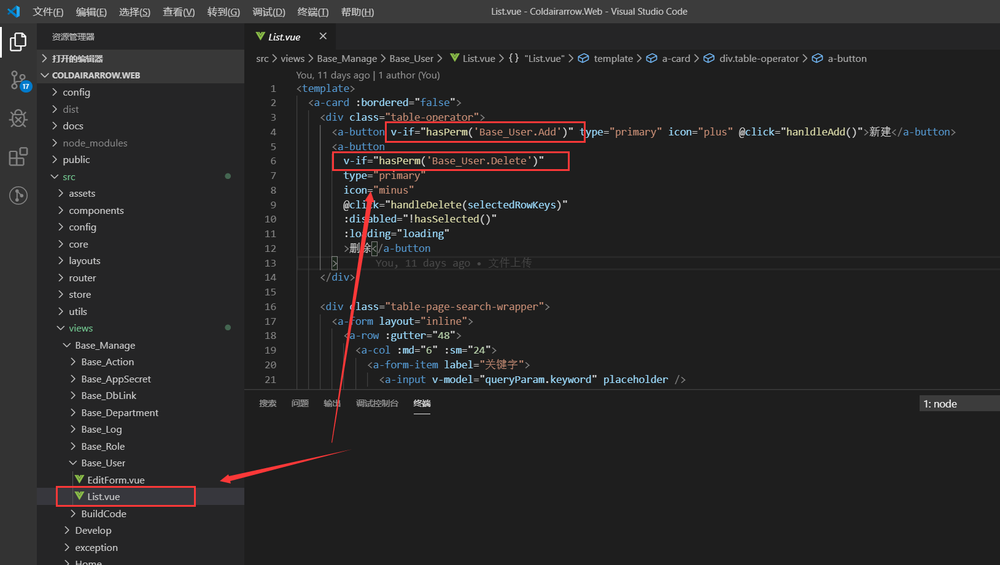 文件(F) 编辑(E) 选择(S) 查看(V) 转到(G) 调试(D) 终端(T) 帮助(H) List.vue - Coldairarrow.Web - Visual Studio Code
资源管理器
打开的编辑器
COLDAIRARROW.WEB
17
config
dist
docs
node_modules
public
src
assets
components
config
core
layouts
router
store
utils
views
Base_Manage
Base_Action
Base_AppSecret
Base_DbLink
Base_Department
Base_Log
Base_Role
Base_User
EditForm.vue
List.vue
BuildCode
Develop
exception
Home
List.vue
src > views > Base_Manage > Base_User > List.vue > {} "List.vue" > template > a-card > div.table-operator > a-button
You, 11 days ago | 1 author (You)
1 <template>
2 <a-card :bordered="false">
3 <div class="table-operator">
4 <a-button v-if="hasPerm('Base_User.Add')" type="primary" icon="plus" @click="hanldleAdd()">新建</a-button>
5 <a-button
6 v-if="hasPerm('Base_User.Delete')"
7 type="primary"
8 icon="minus"
9 @click="handleDelete(selectedRowKeys)"
10 :disabled="!hasSelected()"
11 :loading="loading"
12 >删除</a-button
13 > You, 11 days ago • 文件上传
14 </div>
15
16 <div class="table-page-search-wrapper">
17 <a-form layout="inline">
18 <a-row :gutter="48">
19 <a-col :md="6" :sm="24">
20 <a-form-item label="关键字">
21 <a-input v-model="queryParam.keyword" placeholder />
搜索 问题 输出 调试控制台 终端
1: node